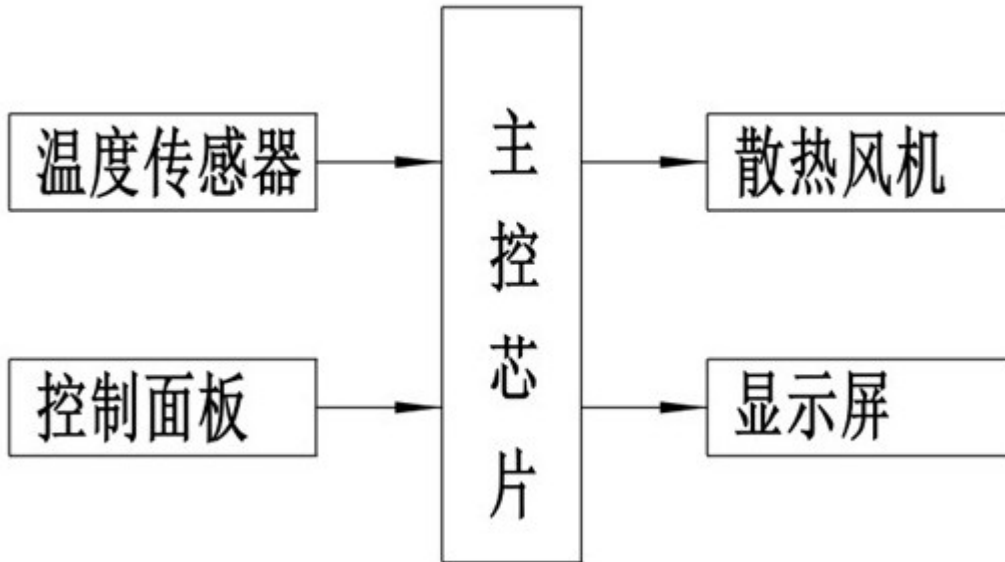 温度传感器
控制面板
主控芯片
散热风机
显示屏